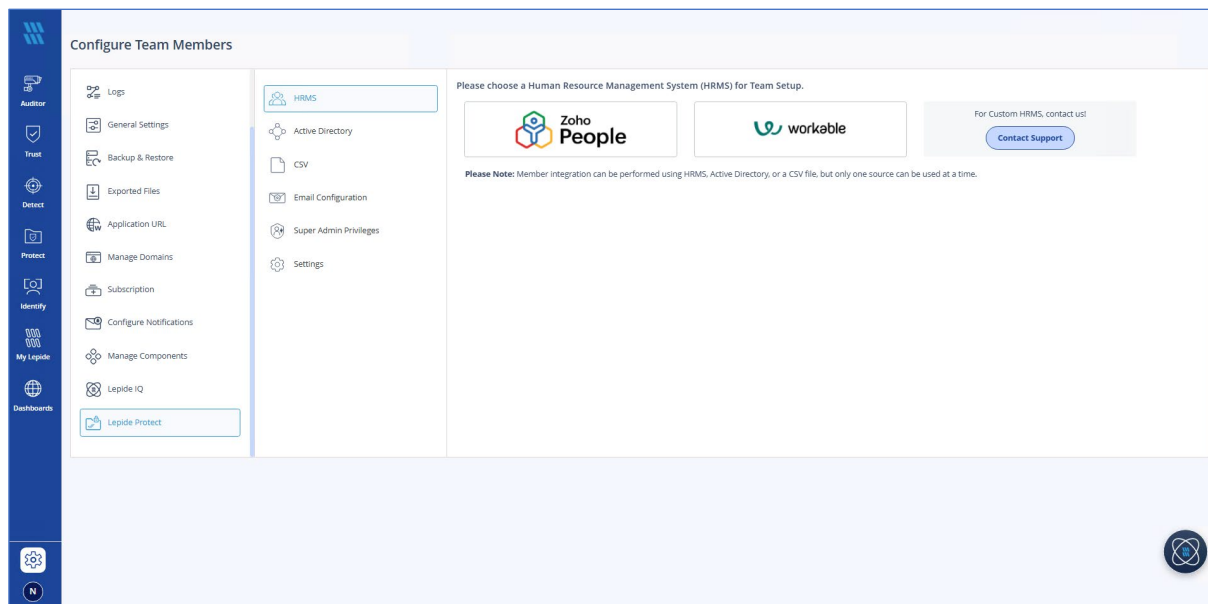 Configure Team Members
Auditor
Trust
Detect
Protect
Identify
My Lepide
Dashboards
N
Logs
General Settings
Backup & Restore
Exported Files
Application URL
Manage Domains
Subscription
Configure Notifications
Manage Components
Lepide IQ
Lepide Protect
HRMS
Active Directory
CSV
Email Configuration
Super Admin Privileges
Settings
Please choose a Human Resource Management System (HRMS) for Team Setup.
Zoho
People
workable
For Custom HRMS, contact us!
Contact Support
Please Note: Member integration can be performed using HRMS, Active Directory, or a CSV file, but only one source can be used at a time.